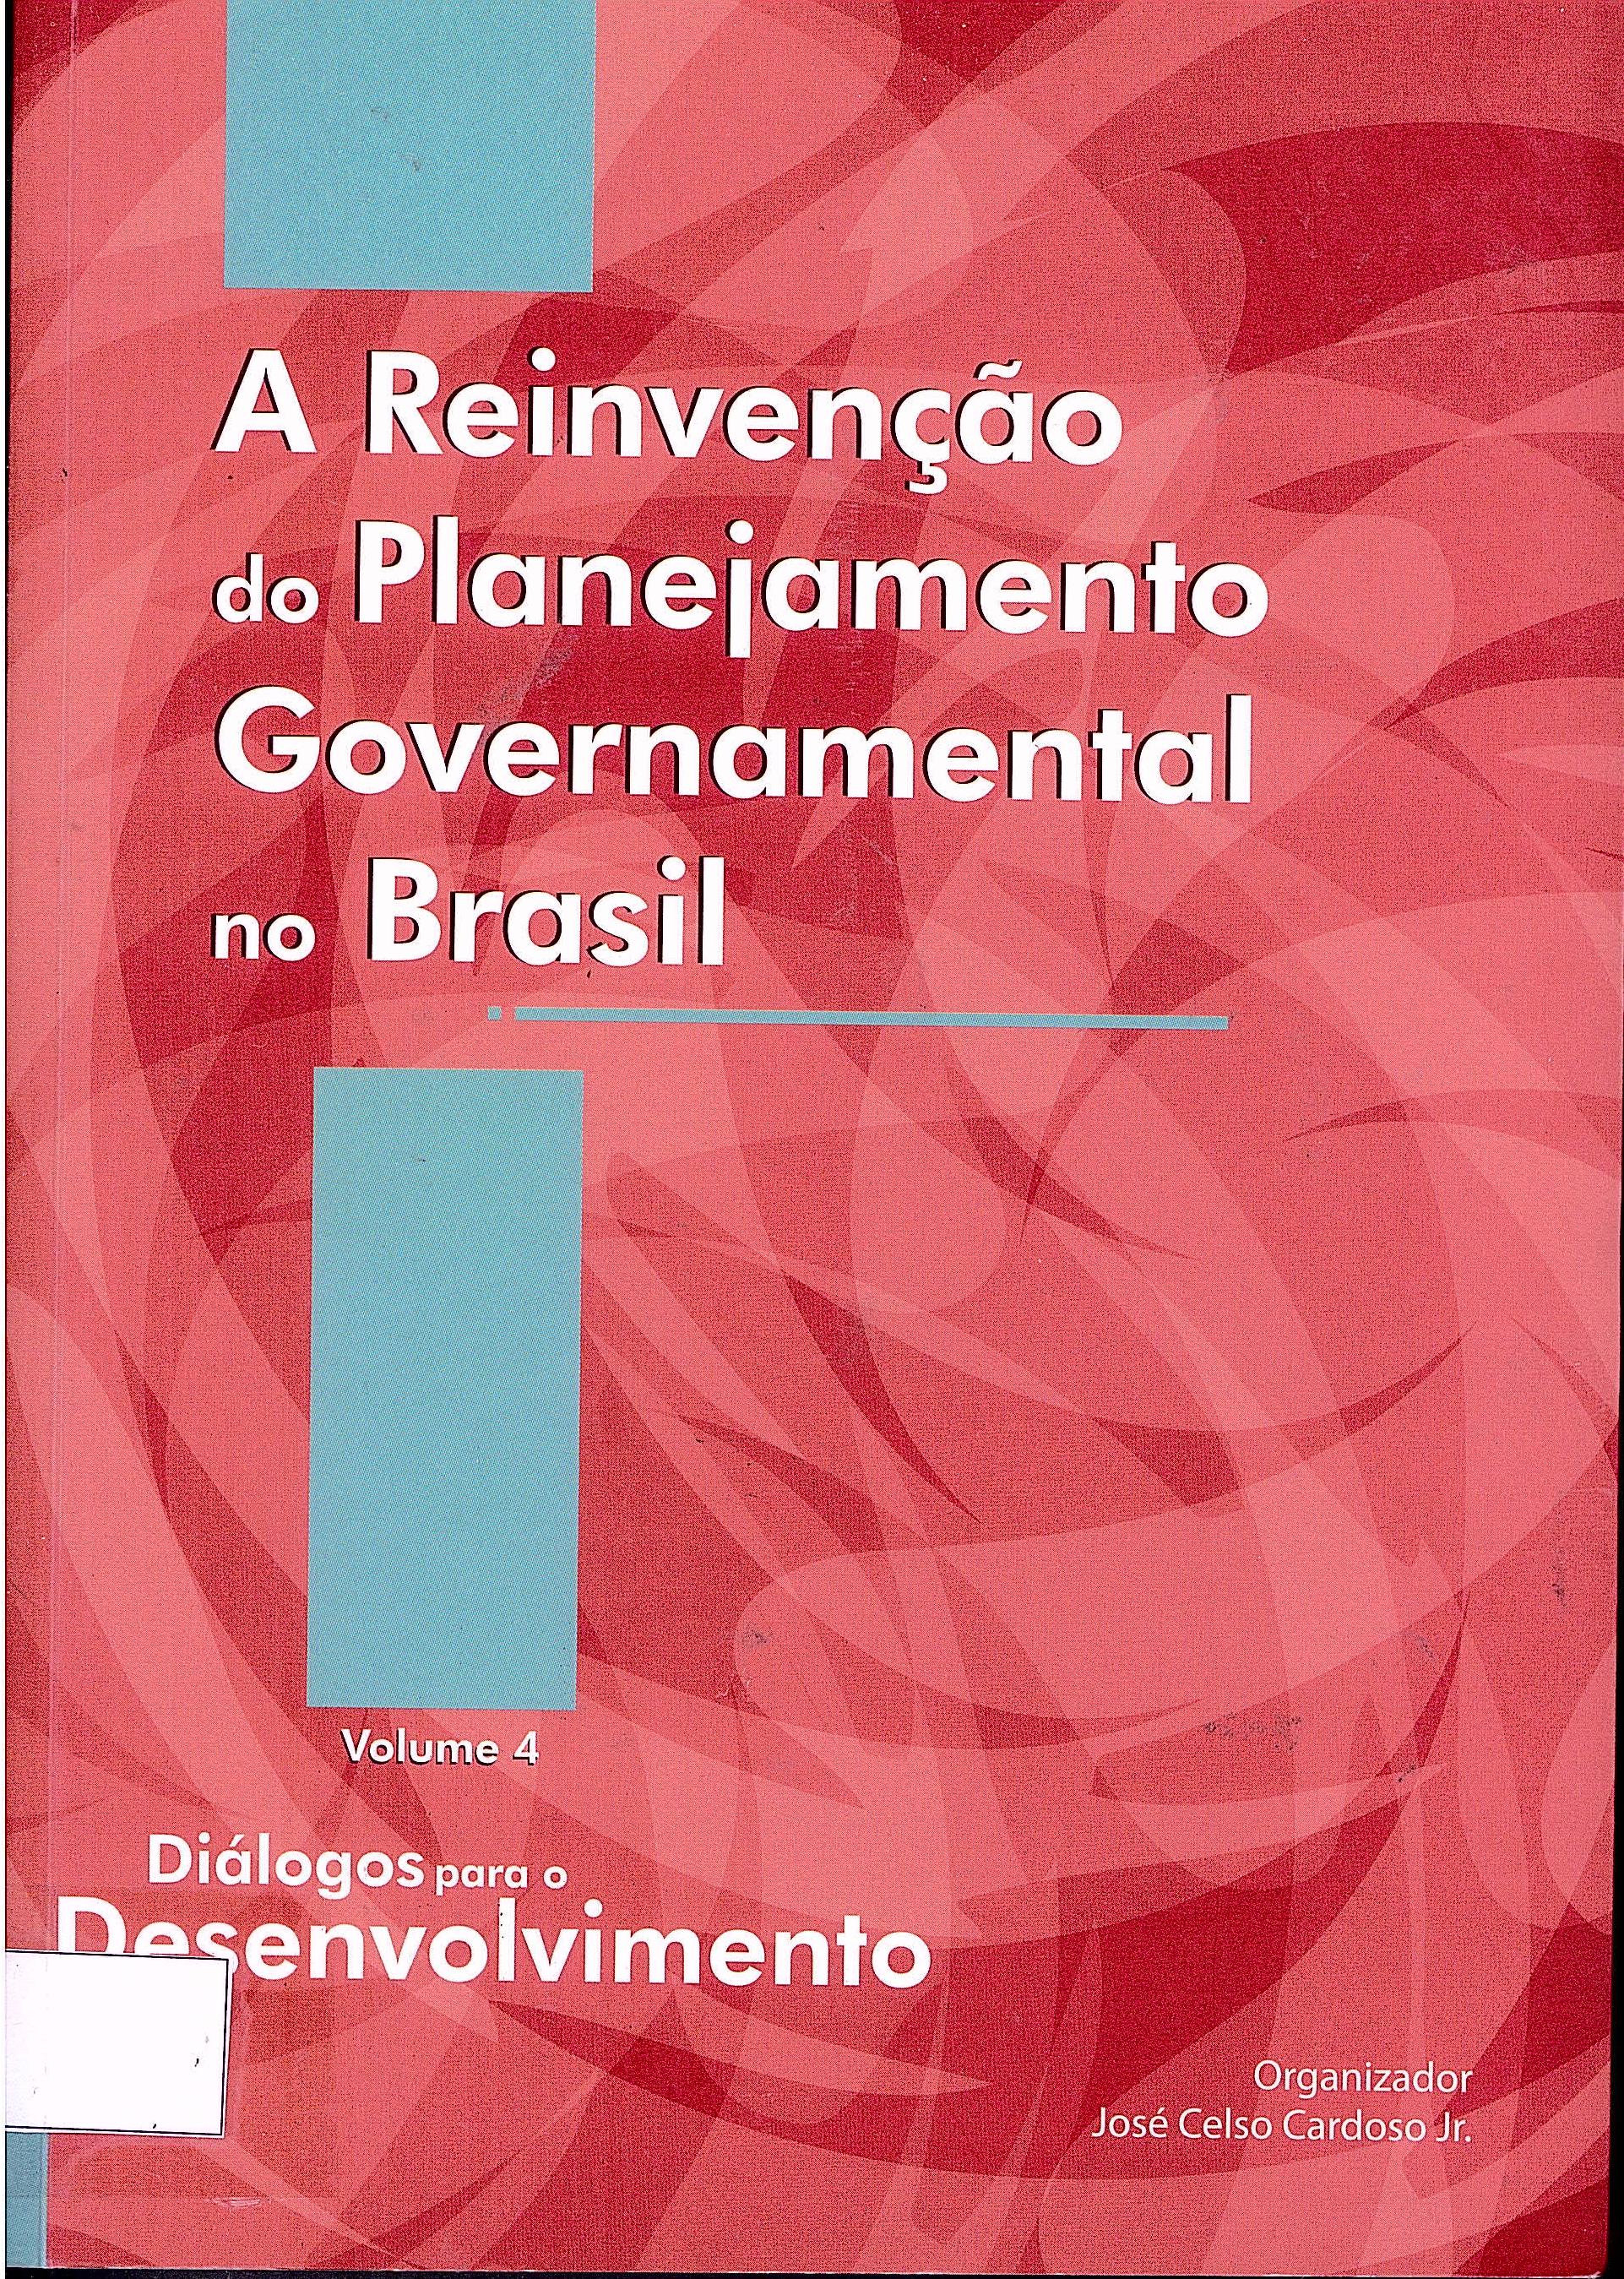 A Reinvenção
do Planejamento
Governamental
no Brasil
Volume 4
Diálogos para o
Desenvolvimento
Organizador
José Celso Cardoso Jr.